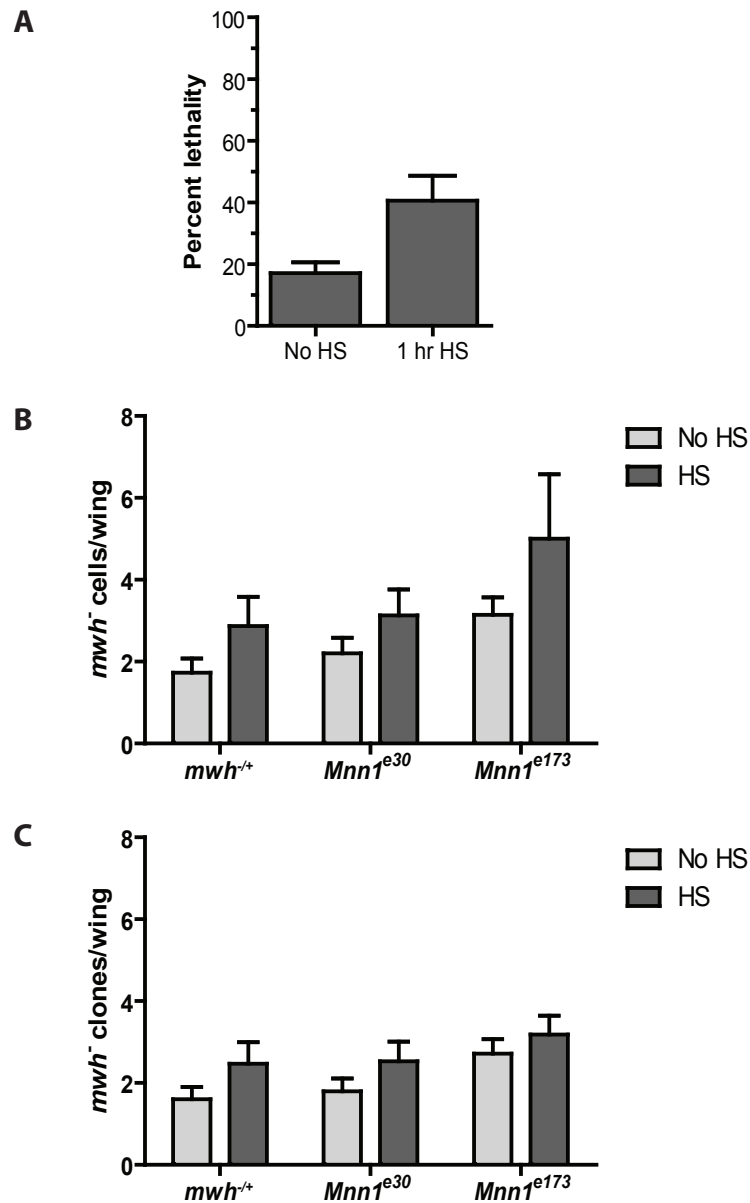 A
Percent lethality
100
80
60
40
20
0
No HS 1 hr HS
B
mwh- cells/wing
8
6
4
2
0
No HS
HS
mwh-/+ Mnn1e30 Mnn1e173
C
mwh- clones/wing
8
6
4
2
0
No HS
HS
mwh-/+ Mnn1e30 Mnn1e173